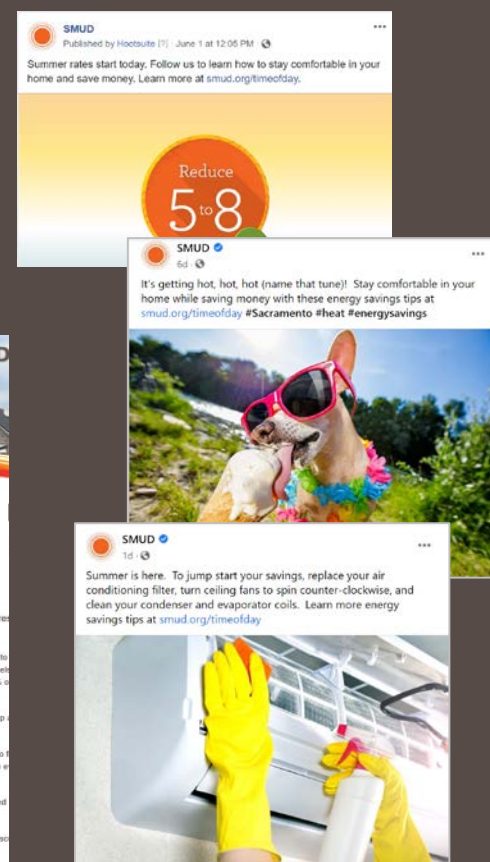 SMUD
Published by Hootsuite [?] · June 1 at 12:05 PM ·
Summer rates start today. Follow us to learn how to stay comfortable in your
home and save money. Learn more at smud.org/timeofday.
Reduce
5 to 8
SMUD
6d ·
It's getting hot, hot, hot (name that tune)! Stay comfortable in your
home while saving money with these energy savings tips at
smud.org/timeofday #Sacramento #heat #energysavings
SMUD
1d ·
Summer is here. To jump start your savings, replace your air
conditioning filter, turn ceiling fans to spin counter-clockwise, and
clean your condenser and evaporator coils. Learn more energy
savings tips at smud.org/timeofday